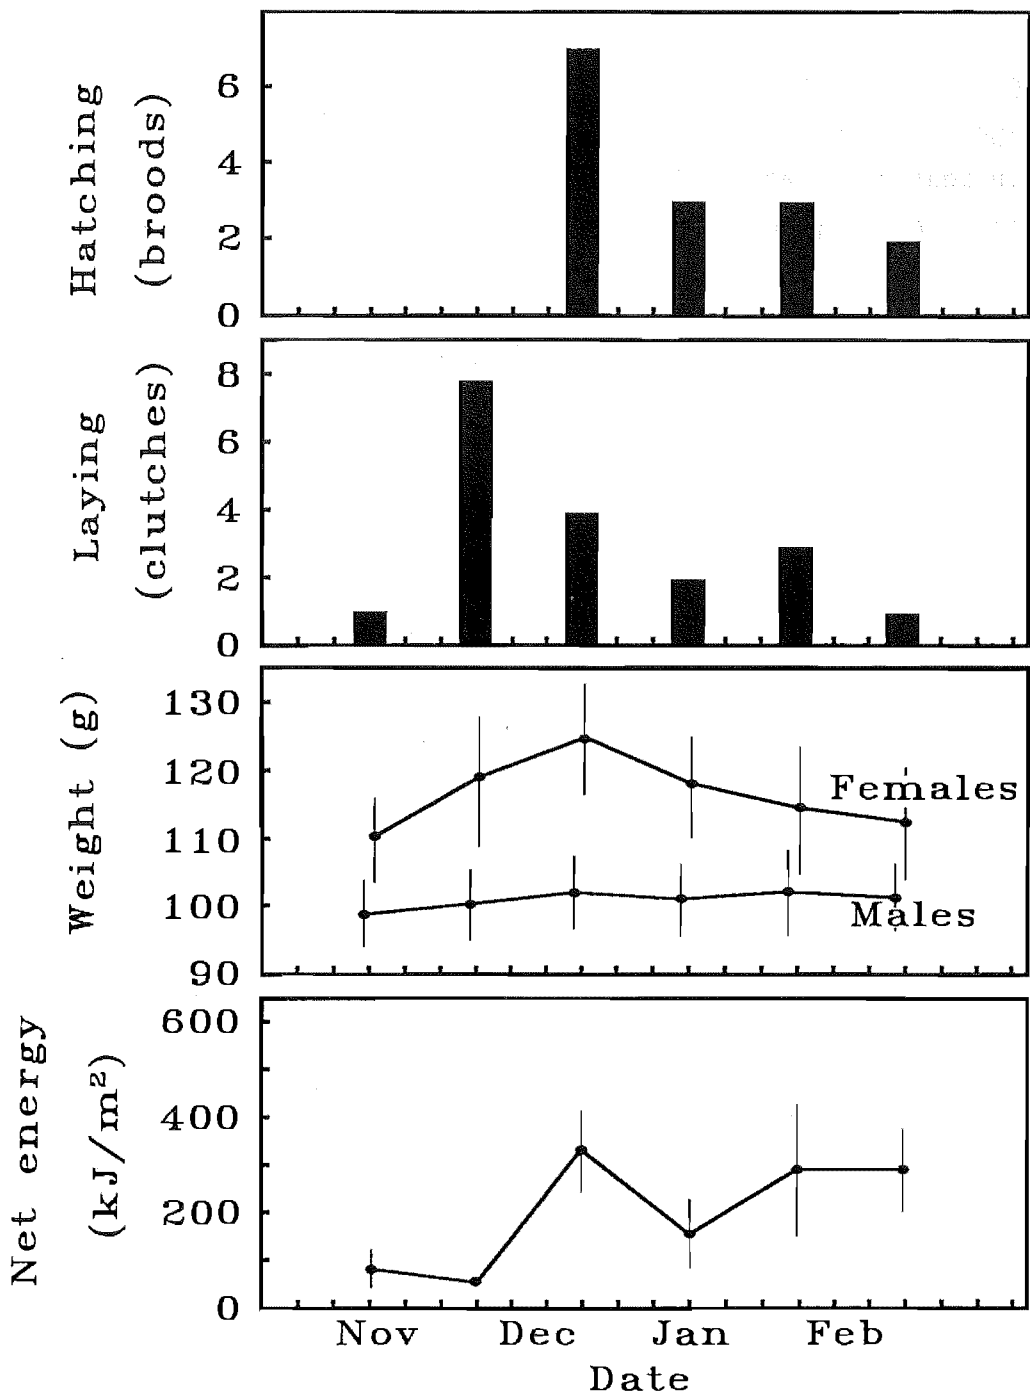 Hatching
(broods)
6
4
2
0
Laying
(clutches)
8
6
4
2
0
Weight (g)
130
120
110
100
90
Females
Males
Net energy
(kJ/m²)
600
400
200
0
Nov Dec Jan Feb
Date